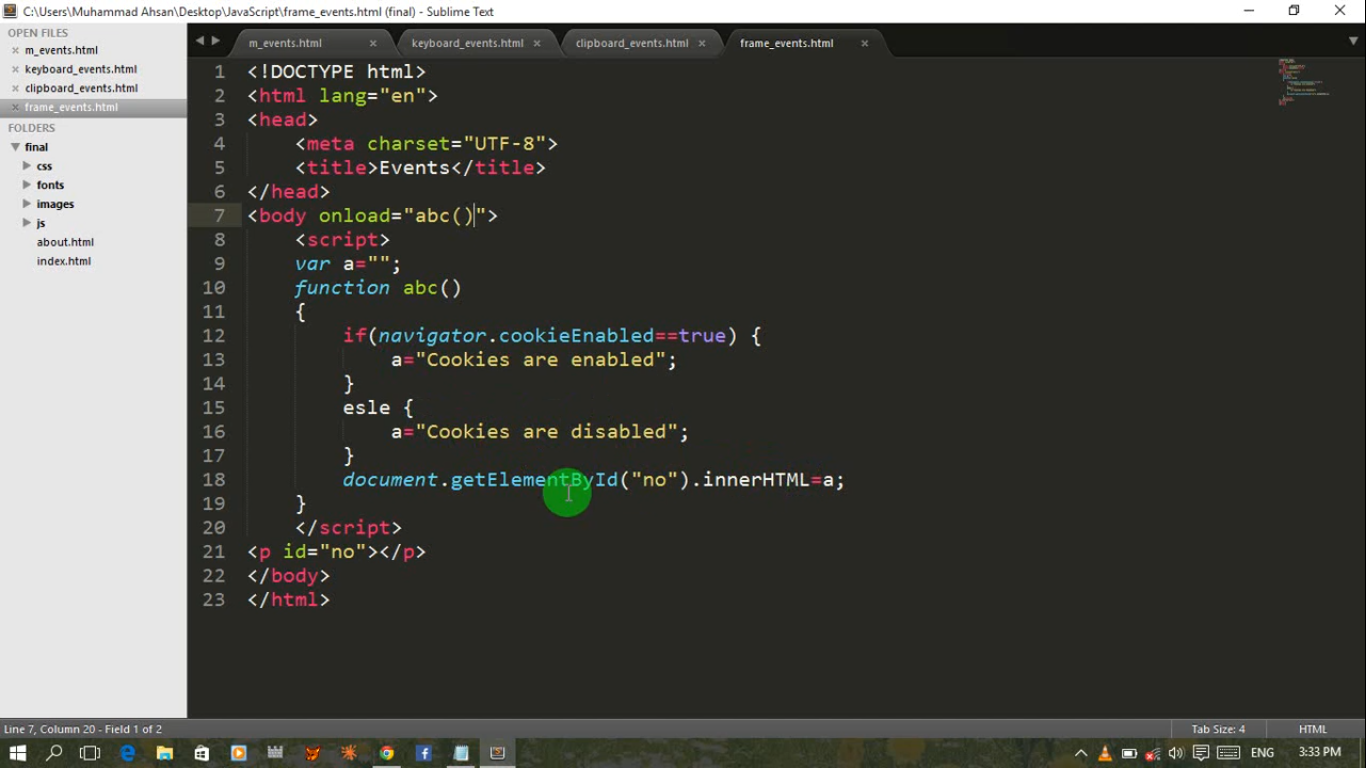 C:\Users\Muhammad Ahsan\Desktop\JavaScript\frame_events.html (final) - Sublime Text
OPEN FILES
m_events.html
keyboard_events.html
clipboard_events.html
frame_events.html
FOLDERS
final
css
fonts
images
js
about.html
index.html
m_events.html keyboard_events.html clipboard_events.html frame_events.html
1 <!DOCTYPE html>
2 <html lang="en">
3 <head>
4 <meta charset="UTF-8">
5 <title>Events</title>
6 </head>
7 <body onload="abc()">
8 <script>
9 var a="";
10 function abc()
11 {
12 if(navigator.cookieEnabled==true) {
13 a="Cookies are enabled";
14 }
15 esle {
16 a="Cookies are disabled";
17 }
18 document.getElementById("no").innerHTML=a;
19 }
20 </script>
21 <p id="no"></p>
22 </body>
23 </html>
Line 7, Column 20 - Field 1 of 2 Tab Size: 4 HTML
ENG 3:33 PM